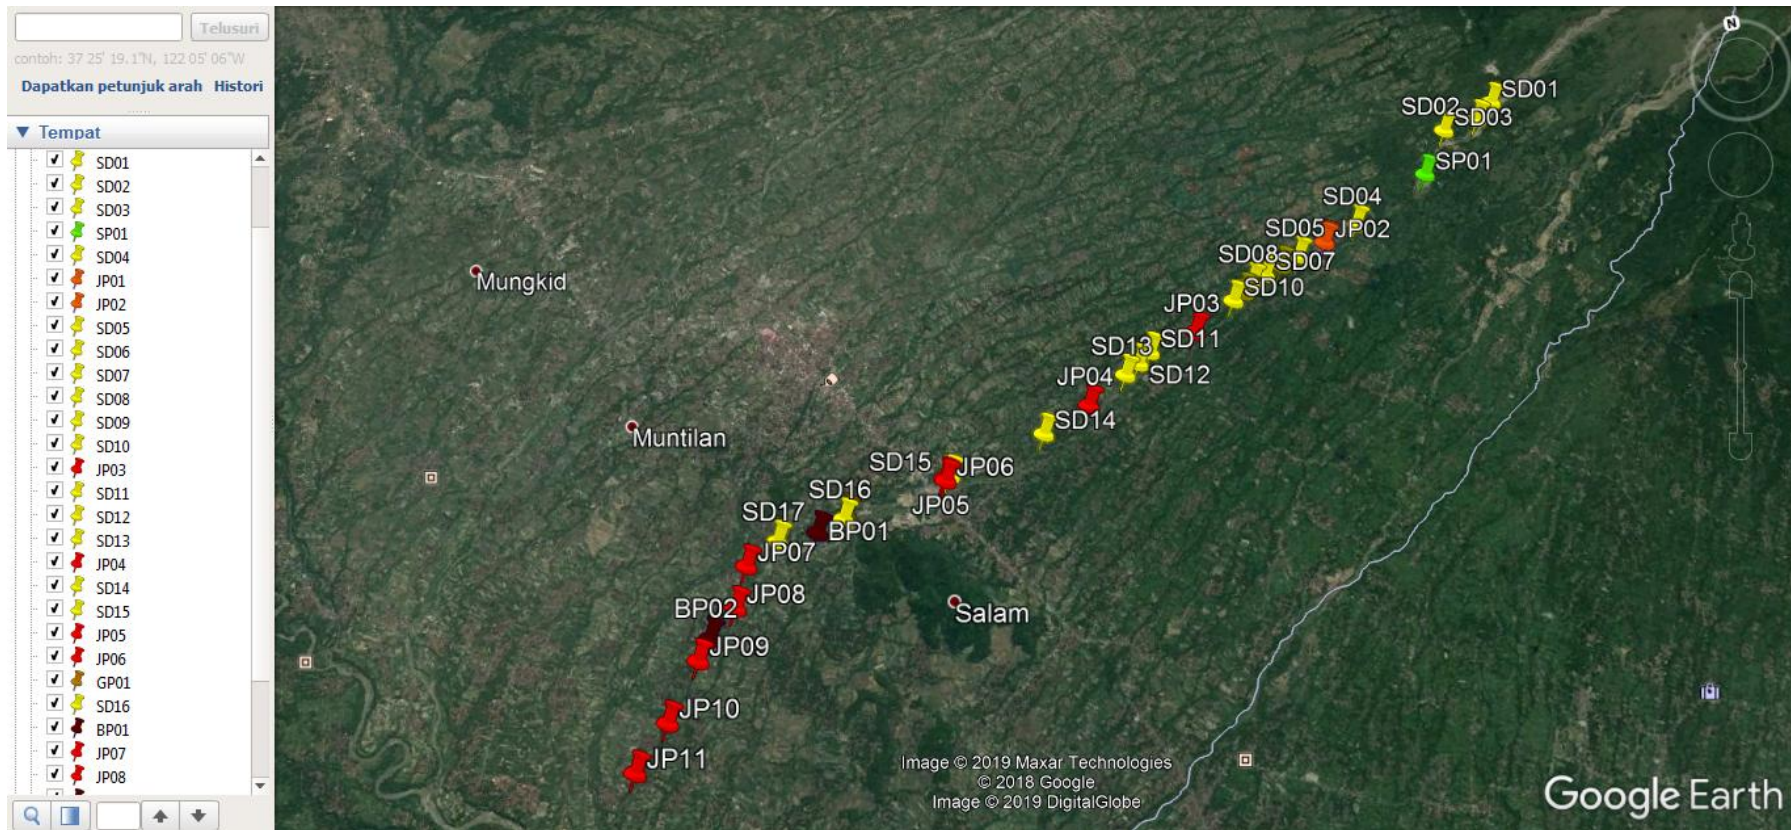 Telusuri
contoh: 37 25' 19.1"N, 122 05' 06"W
Dapatkan petunjuk arah Histori
Tempat
SD01
SD02
SD03
SP01
SD04
JP01
JP02
SD05
SD06
SD07
SD08
SD09
SD10
JP03
SD11
SD12
SD13
JP04
SD14
SD15
JP05
JP06
GP01
SD16
BP01
JP07
JP08
N
SD01
SD02
SD03
SP01
SD04
SD05
JP02
SD08
SD07
SD10
JP03
SD11
SD13
SD12
JP04
SD14
SD15
JP06
JP05
SD16
SD17
BP01
JP07
JP08
BP02
JP09
JP10
JP11
Mungkid
Muntilan
Salam
Image © 2019 Maxar Technologies
© 2018 Google
Image © 2019 DigitalGlobe
Google Earth